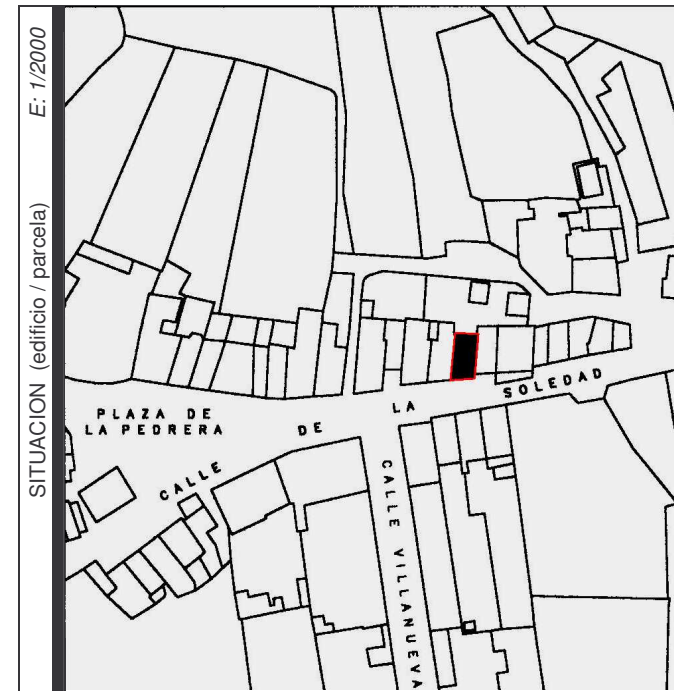 SITUACION (edificio / parcela) E: 1/2000
PLAZA DE
LA PEDRERA
CALLE DE LA SOLEDAD
CALLE VILLANUEVA